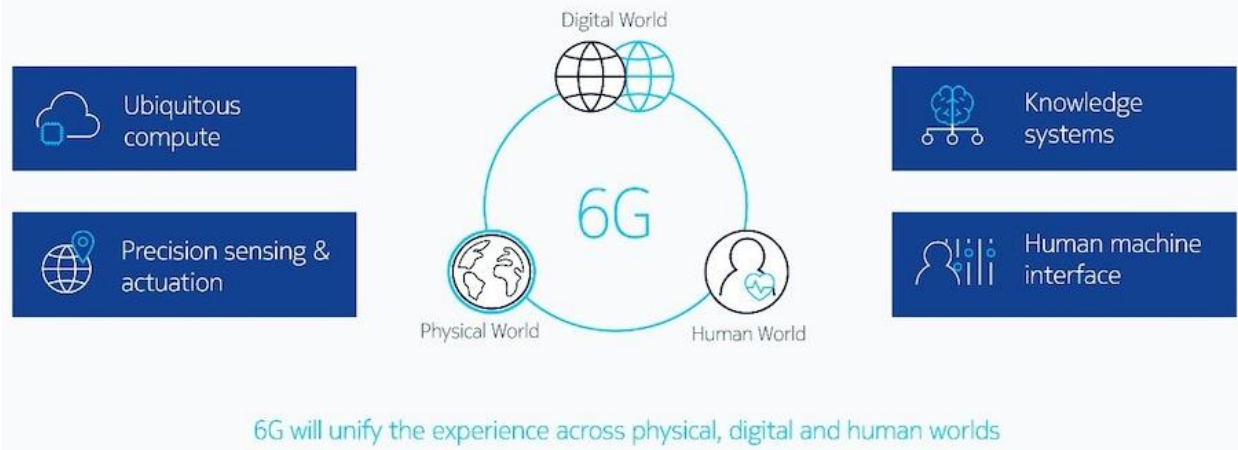 Digital World
Ubiquitous
compute
Knowledge
systems
6G
Precision sensing &
actuation
Human machine
interface
Physical World
Human World
6G will unify the experience across physical, digital and human worlds